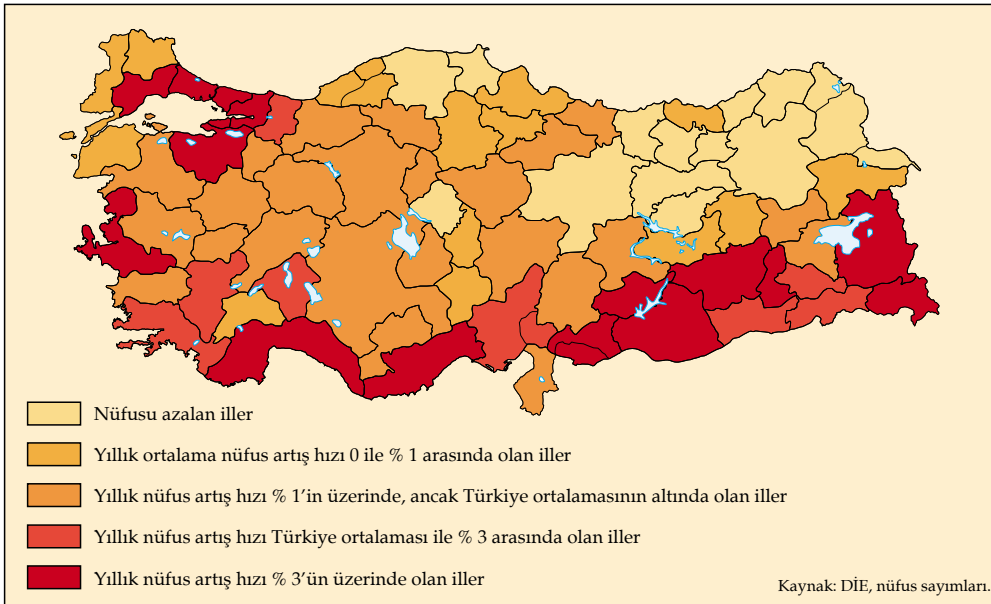 Nüfusu azalan iller
Yıllık ortalama nüfus artış hızı 0 ile % 1 arasında olan iller
Yıllık nüfus artış hızı % 1’in üzerinde, ancak Türkiye ortalamasının altında olan iller
Yıllık nüfus artış hızı Türkiye ortalaması ile % 3 arasında olan iller
Yıllık nüfus artış hızı % 3’ün üzerinde olan iller
Kaynak: DİE, nüfus sayımları.